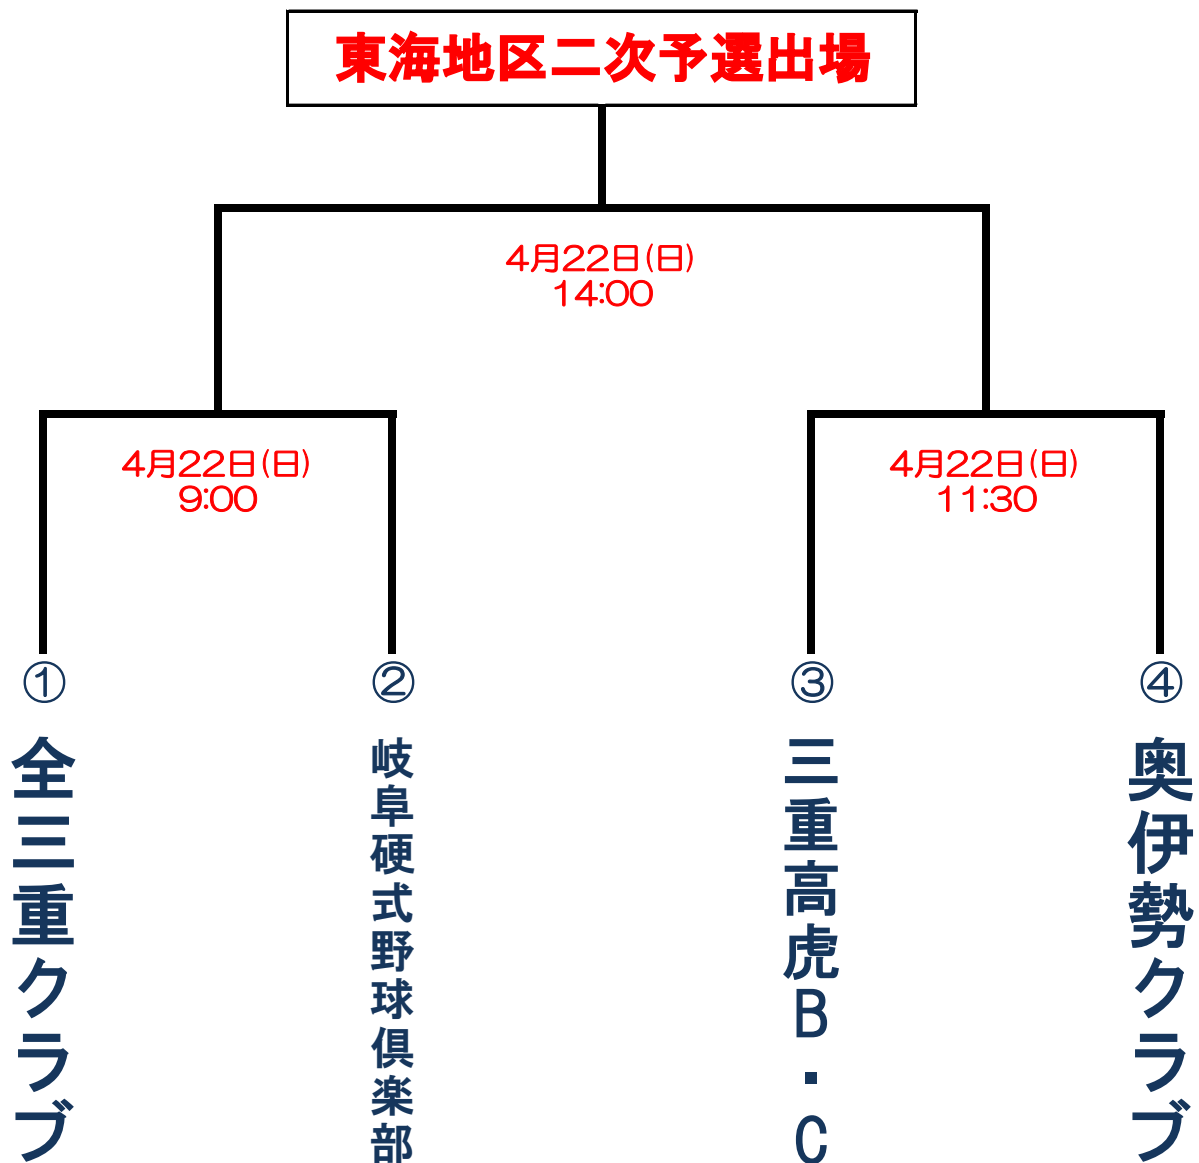 東海地区二次予選出場
4月22日(日)
14:00
4月22日(日)
9:00
4月22日(日)
11:30
①
②
③
④
全三重クラブ
岐阜硬式野球倶楽部
三重高虎B・C
奥伊勢クラブ